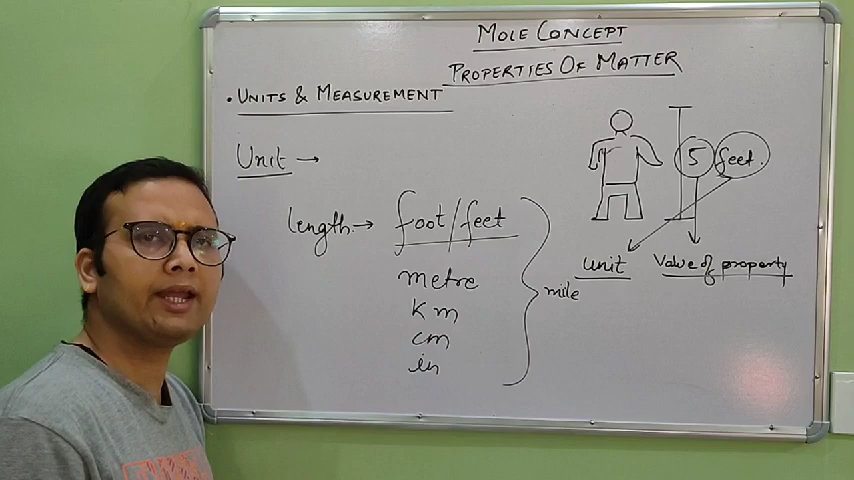 MOLE CONCEPT
PROPERTIES OF MATTER
• UNITS & MEASUREMENT
Unit →
5 feet.
length → foot/feet
metre
km
cm
in
mile
unit
Value of property